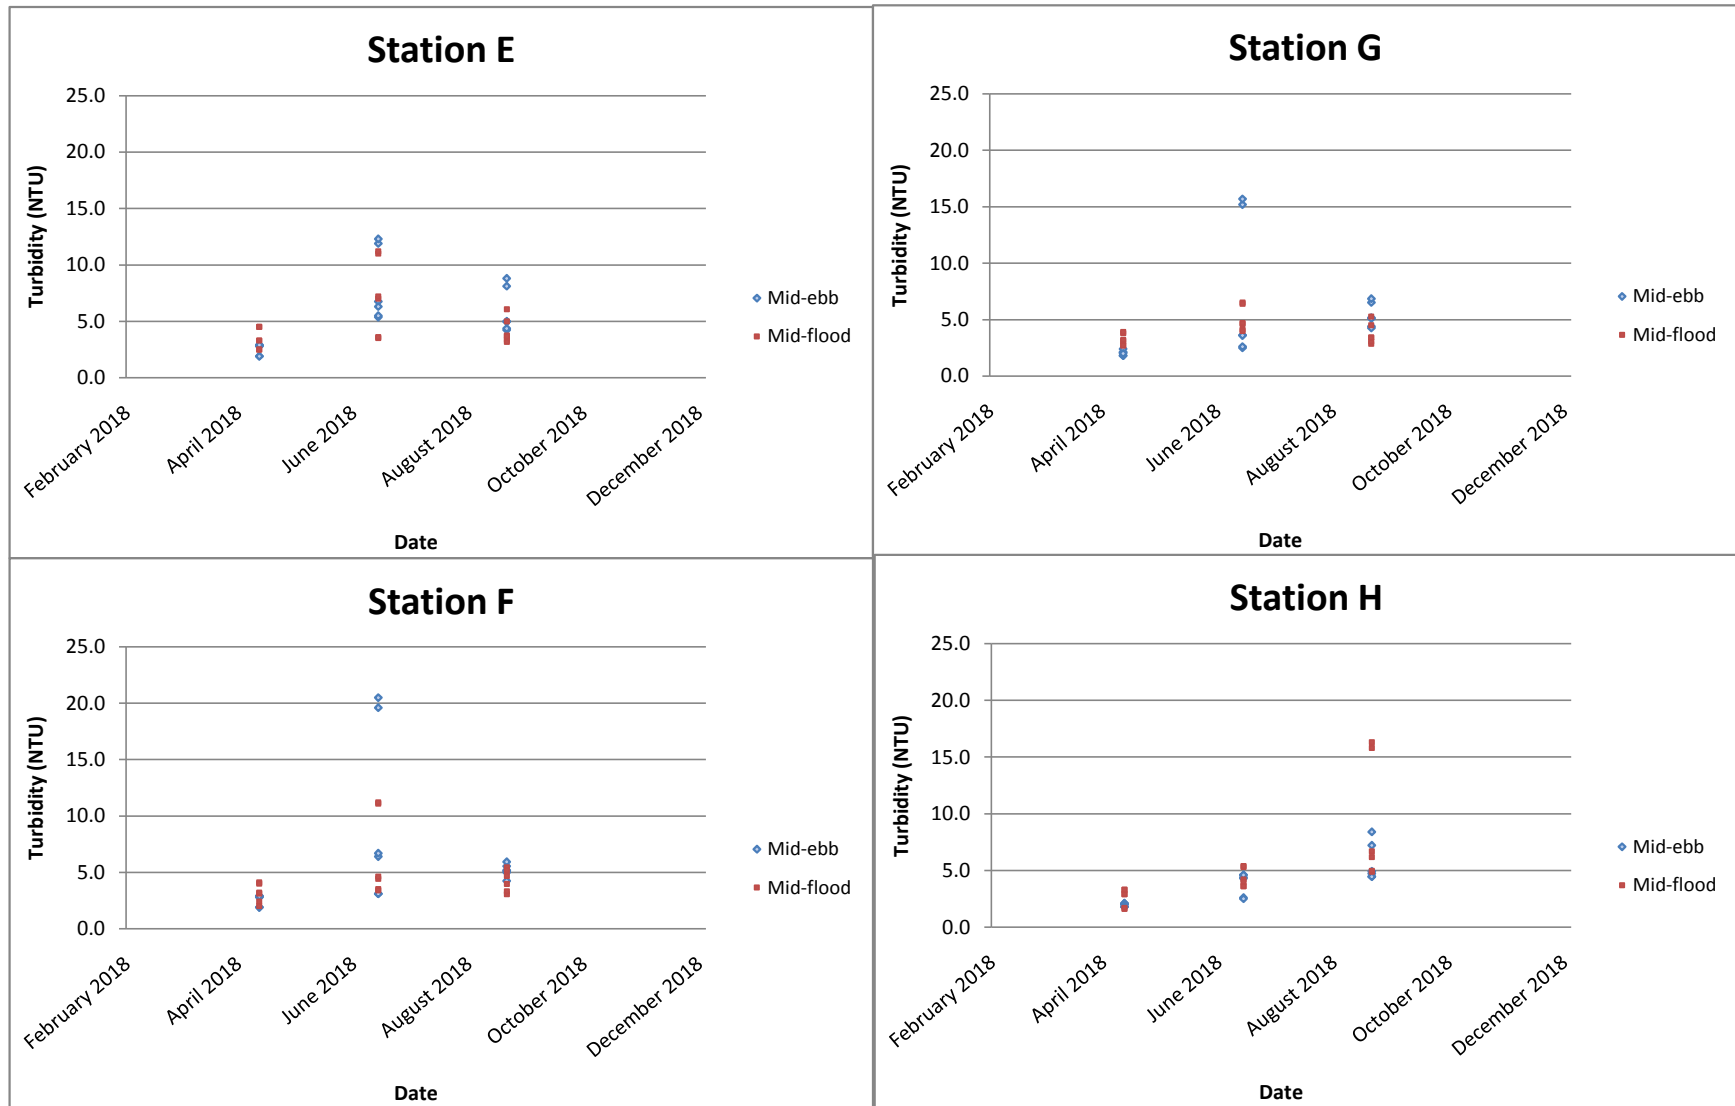 Station E
25.0
20.0
15.0
10.0
5.0
0.0
Turbidity (NTU)
February 2018
April 2018
June 2018
August 2018
October 2018
December 2018
Date
Mid-ebb
Mid-flood
Station G
25.0
20.0
15.0
10.0
5.0
0.0
Turbidity (NTU)
February 2018
April 2018
June 2018
August 2018
October 2018
December 2018
Date
Mid-ebb
Mid-flood
Station F
25.0
20.0
15.0
10.0
5.0
0.0
Turbidity (NTU)
February 2018
April 2018
June 2018
August 2018
October 2018
December 2018
Date
Mid-ebb
Mid-flood
Station H
25.0
20.0
15.0
10.0
5.0
0.0
Turbidity (NTU)
February 2018
April 2018
June 2018
August 2018
October 2018
December 2018
Date
Mid-ebb
Mid-flood